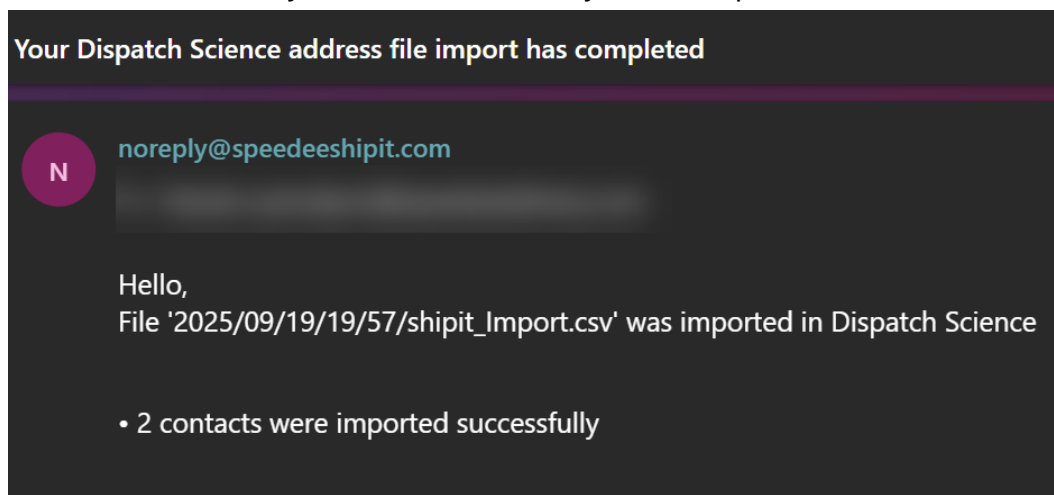 Your Dispatch Science address file import has completed
N
noreply@speedeeshipit.com
Hello,
File '2025/09/19/19/57/shipit_Import.csv' was imported in Dispatch Science
• 2 contacts were imported successfully